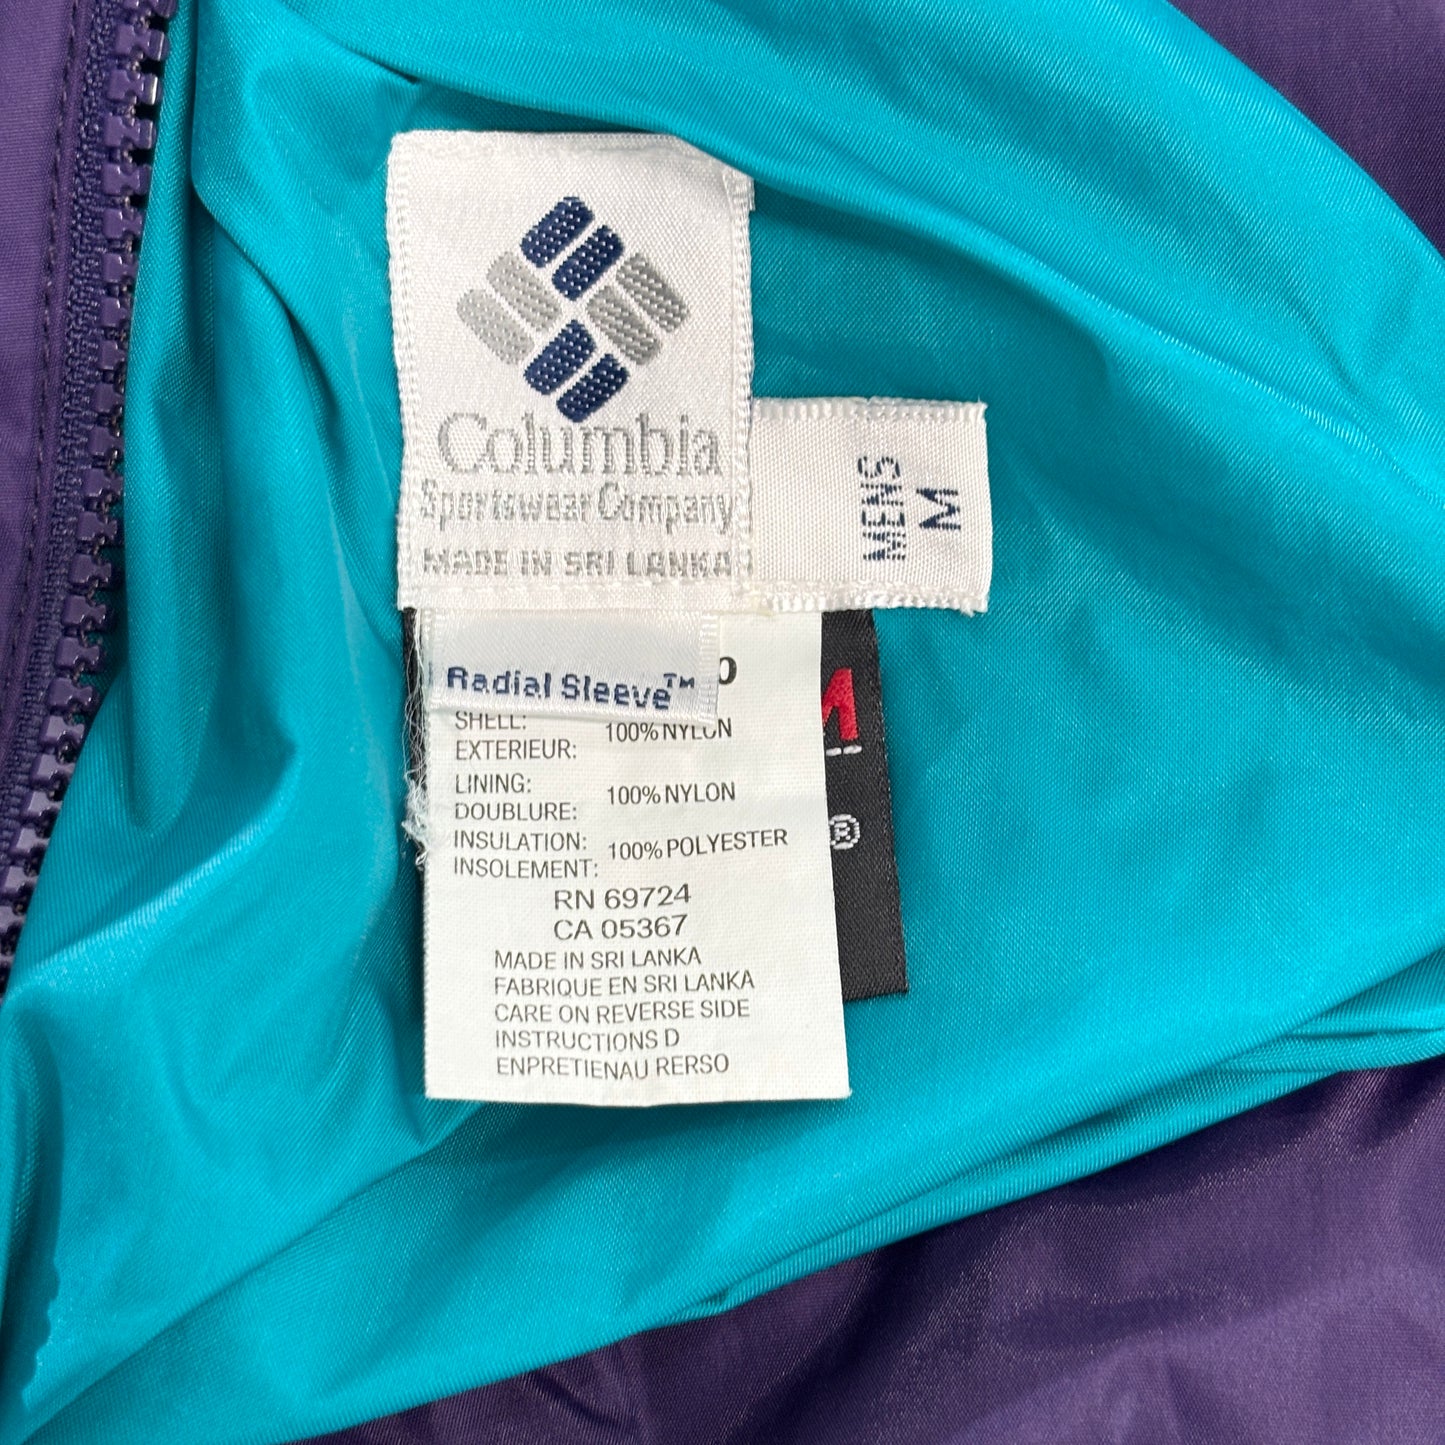 Columbia
Sportswear Company
MADE IN SRI LANKA
MENS
M
Radial Sleeve™
SHELL: 100% NYLON
EXTERIEUR:
LINING: 100% NYLON
DOUBLURE:
INSULATION: 100% POLYESTER
INSOLEMENT:
RN 69724
CA 05367
MADE IN SRI LANKA
FABRIQUE EN SRI LANKA
CARE ON REVERSE SIDE
INSTRUCTIONS D
ENPRETIENAU RERSO
®